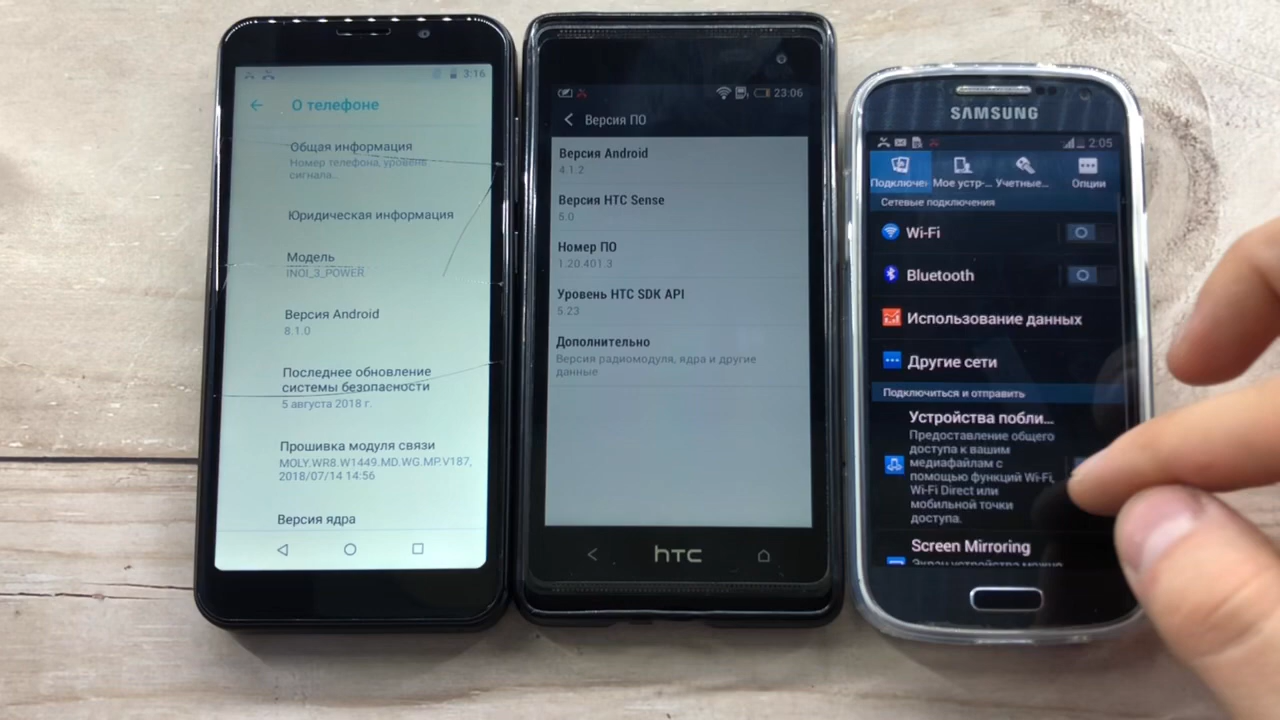 3:16
О телефоне
Общая информация
Номер телефона, уровень
сигнала..
Юридическая информация
Модель
INOI_3_POWER
Версия Android
8.1.0
Последнее обновление
системы безопасности
5 августа 2018 г.
Прошивка модуля связи
MOLY.WR8.W1449.MD.WG.MP.V187,
2018/07/14 14:56
Версия ядра
23:06
Версия ПО
Версия Android
4.1.2
Версия HTC Sense
5.0
Номер ПО
1.20.401.3
Уровень HTC SDK API
5.23
Дополнительно
Версия радиомодуля, ядра и другие
данные
hTC
SAMSUNG
2:05
Подключен Мое устр-... Учетные... Опции
Сетевые подключения
Wi-Fi
Bluetooth
Использование данных
Другие сети
Подключиться и отправить
Устройства побли...
Предоставление общего
доступа к вашим
медиафайлам с
помощью функций Wi-Fi,
Wi-Fi Direct или
мобильной точки
доступа.
Screen Mirroring
Экран устройства можно